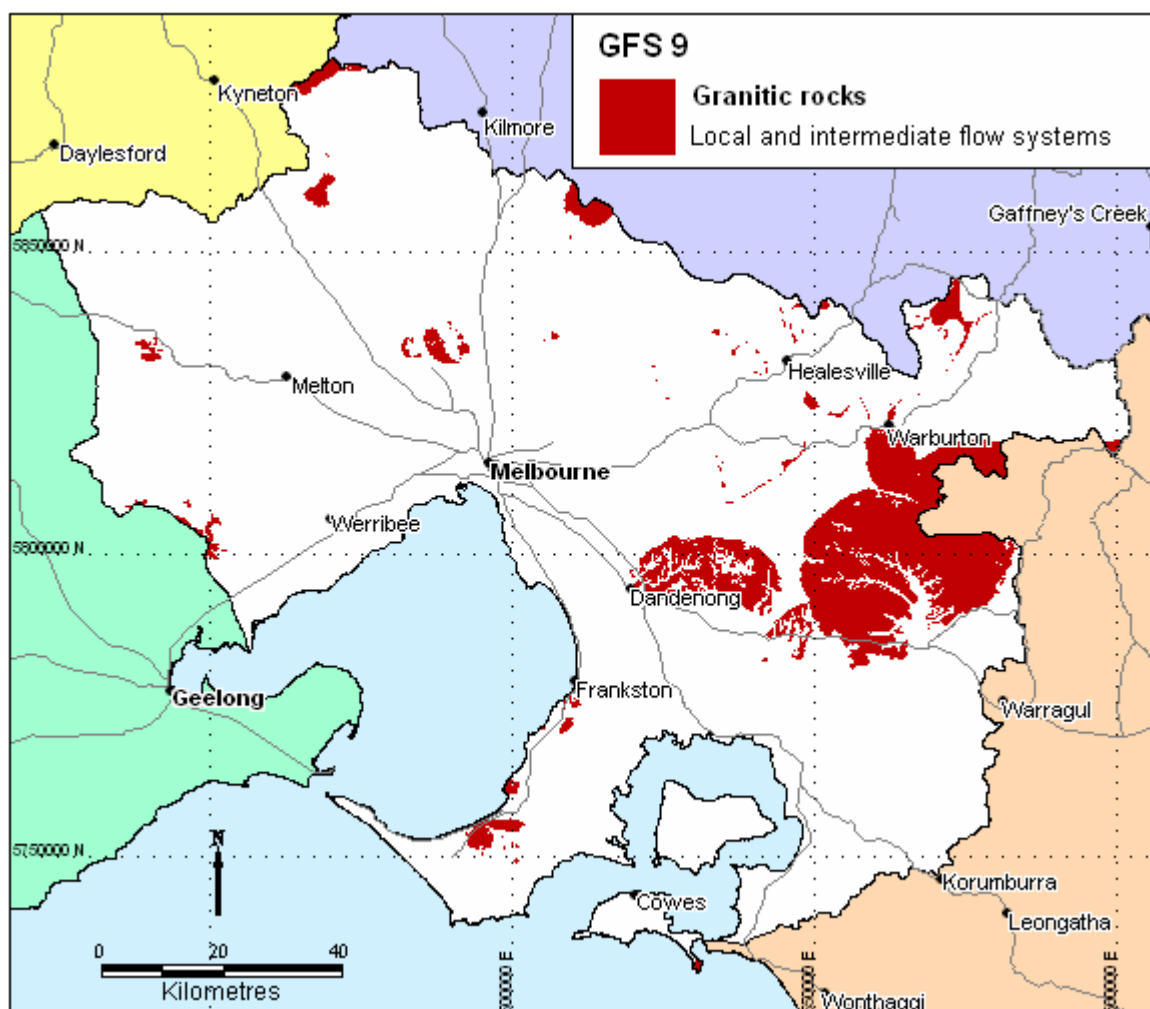 GFS 9
Granitic rocks
Local and intermediate flow systems
Kyneton
Kilmore
Daylesford
Gaffney's Creek
5850000 N
Healesville
Melton
Warburton
Melbourne
Werribee
5800000 N
Dandenong
Geelong
Frankston
Warragul
N
5750000 N
Korumburra
Cowes
Leongatha
0 20 40
Kilometres
Wonthaggi